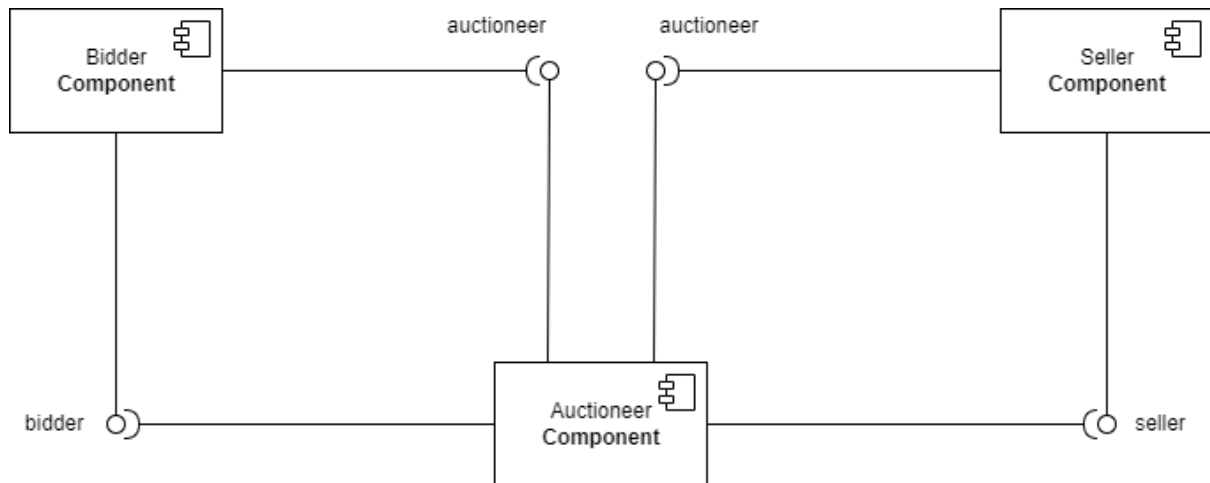 auctioneer
auctioneer
Bidder
Component
Seller
Component
bidder
Auctioneer
Component
seller